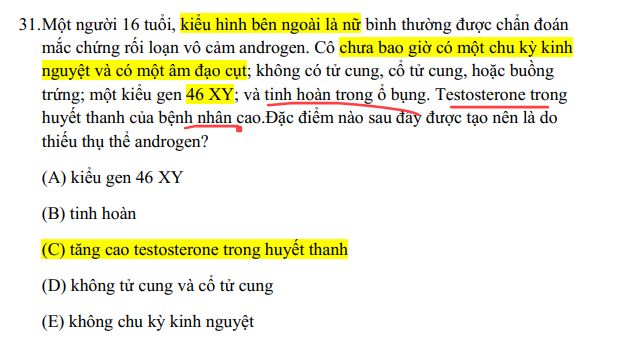 31.Một người 16 tuổi, kiểu hình bên ngoài là nữ bình thường được chẩn đoán
mắc chứng rối loạn vô cảm androgen. Cô chưa bao giờ có một chu kỳ kinh
nguyệt và có một âm đạo cụt; không có tử cung, cổ tử cung, hoặc buồng
trứng; một kiểu gen 46 XY; và tinh hoàn trong ổ bụng. Testosterone trong
huyết thanh của bệnh nhân cao.Đặc điểm nào sau đây được tạo nên là do
thiếu thụ thể androgen?
(A) kiểu gen 46 XY
(B) tinh hoàn
(C) tăng cao testosterone trong huyết thanh
(D) không tử cung và cổ tử cung
(E) không chu kỳ kinh nguyệt